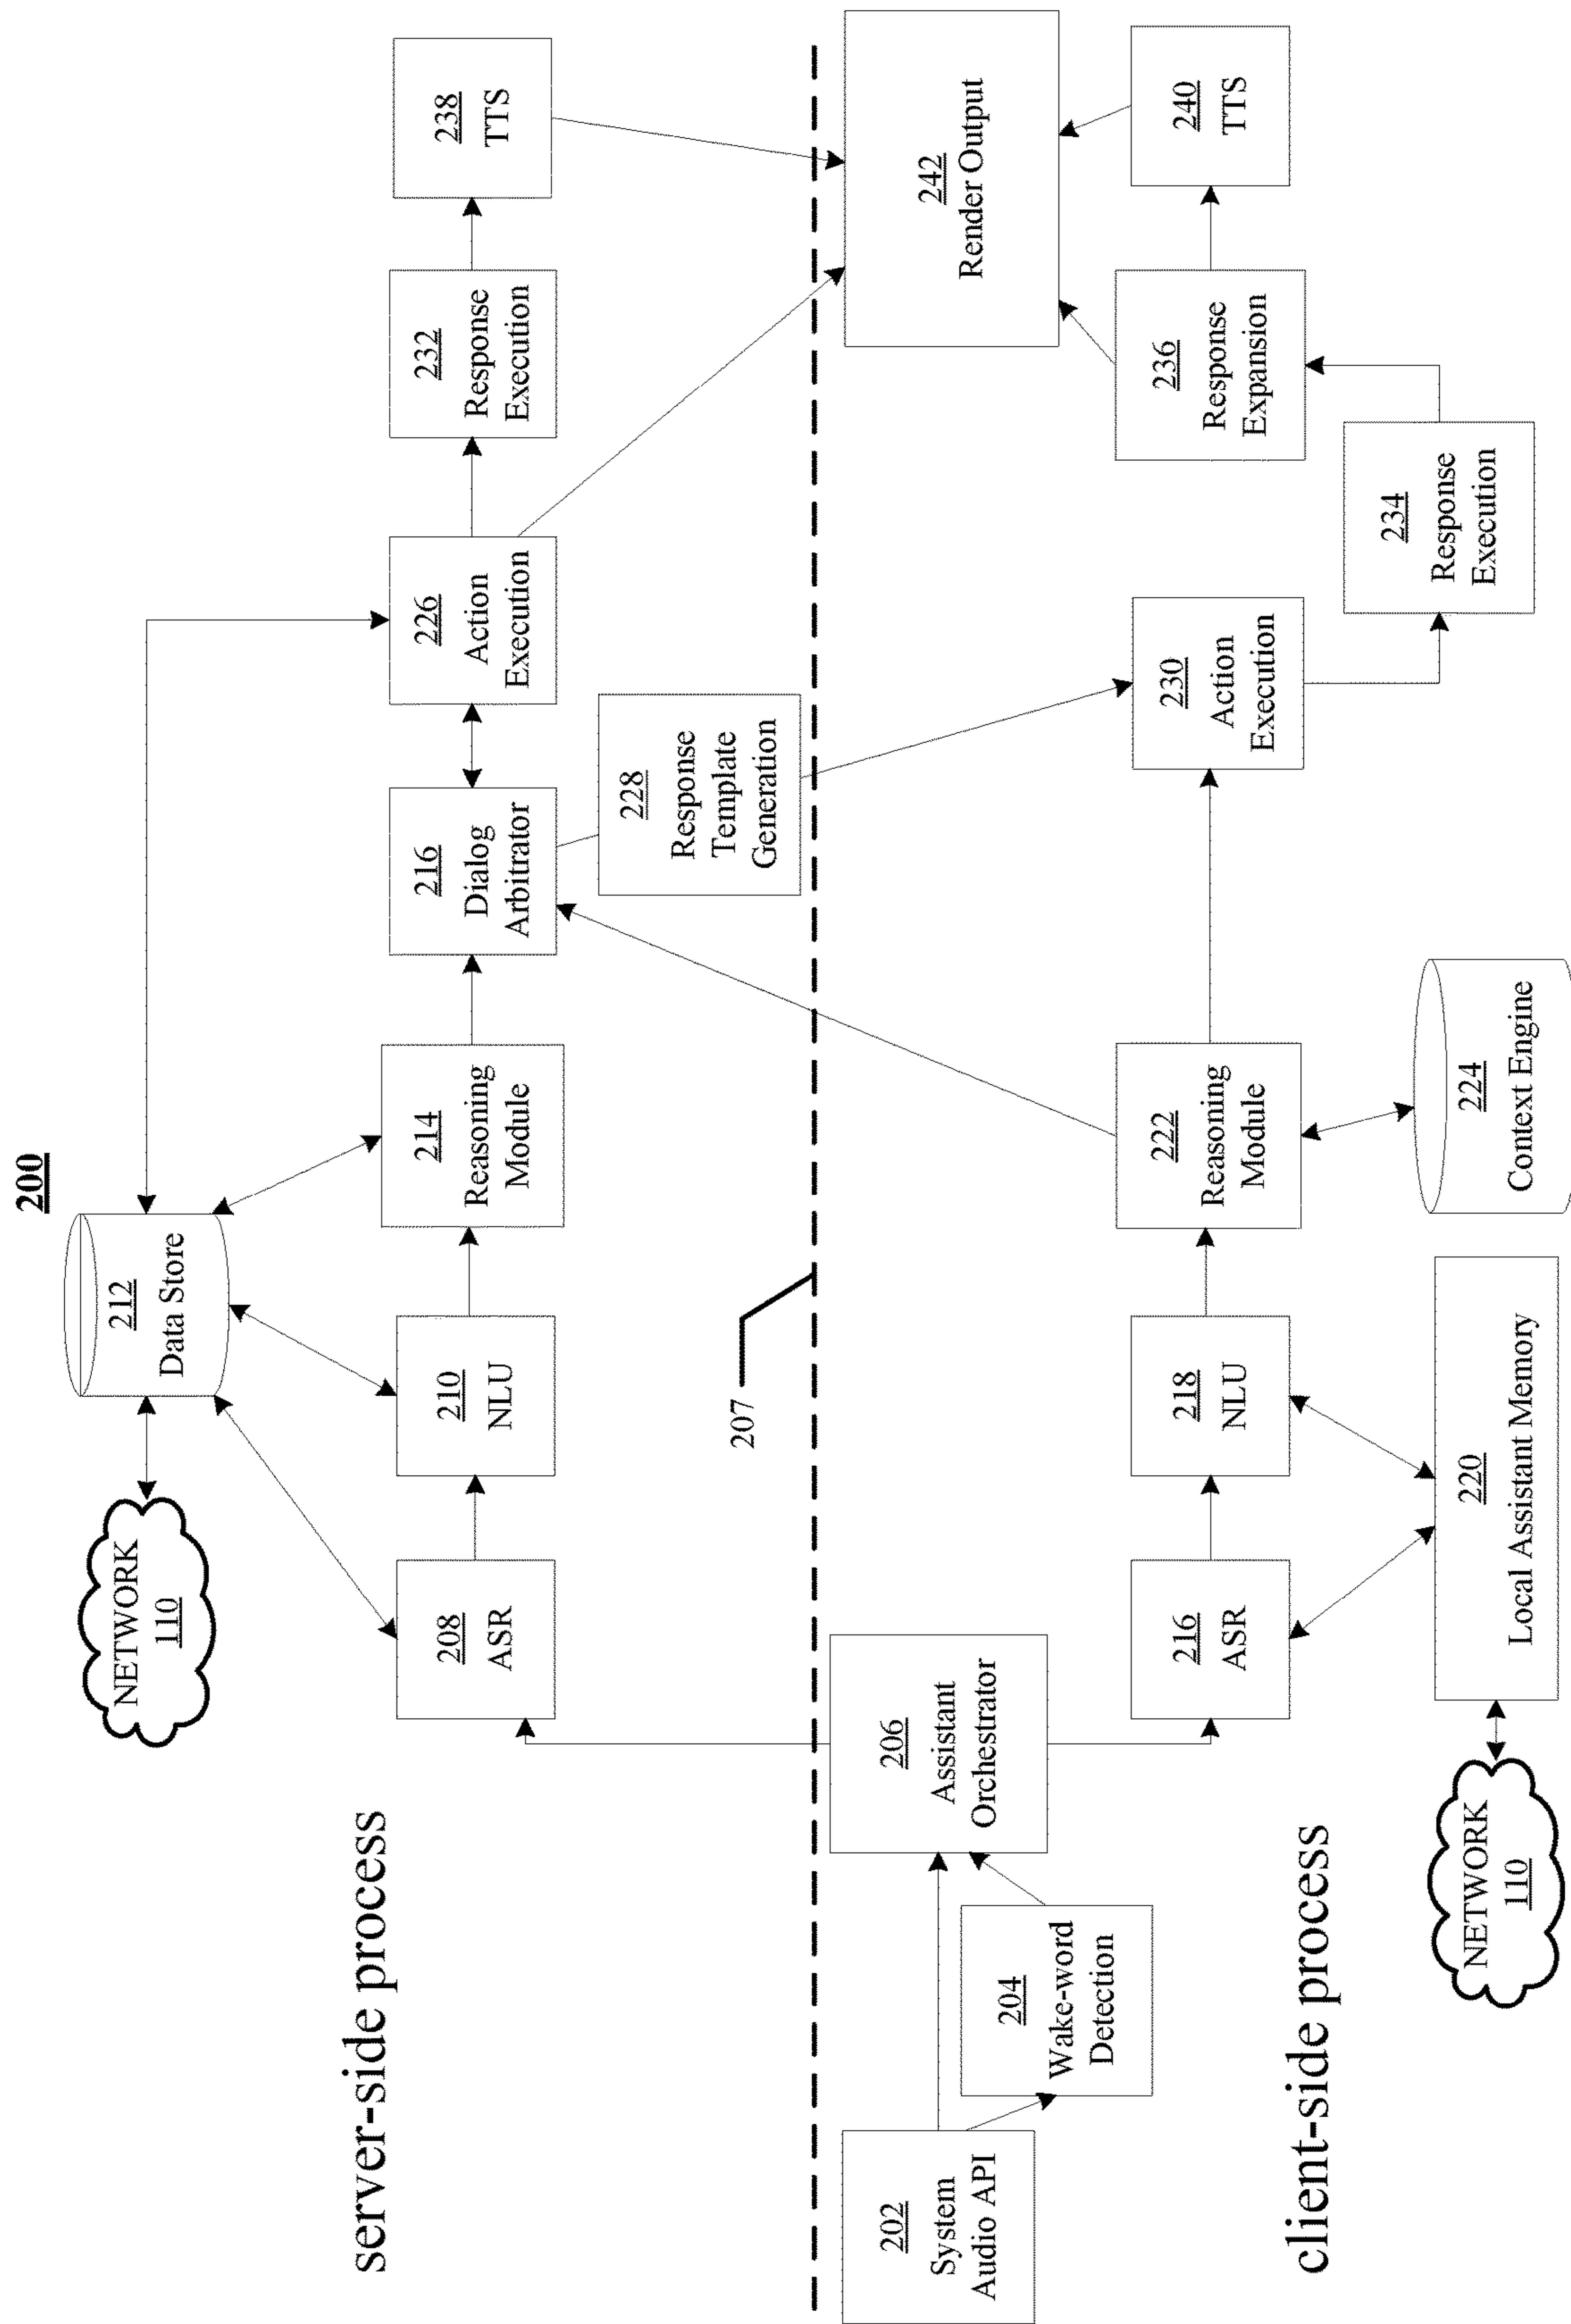 200
server-side process
NETWORK
110
212
Data Store
208
ASR
210
NLU
214
Reasoning
Module
216
Dialog
Arbitrator
226
Action
Execution
232
Response
Execution
238
TTS
228
Response
Template
Generation
207
202
System
Audio API
204
Wake-word
Detection
206
Assistant
Orchestrator
242
Render Output
client-side process
216
ASR
218
NLU
222
Reasoning
Module
230
Action
Execution
236
Response
Expansion
240
TTS
234
Response
Execution
NETWORK
110
220
Local Assistant Memory
224
Context Engine